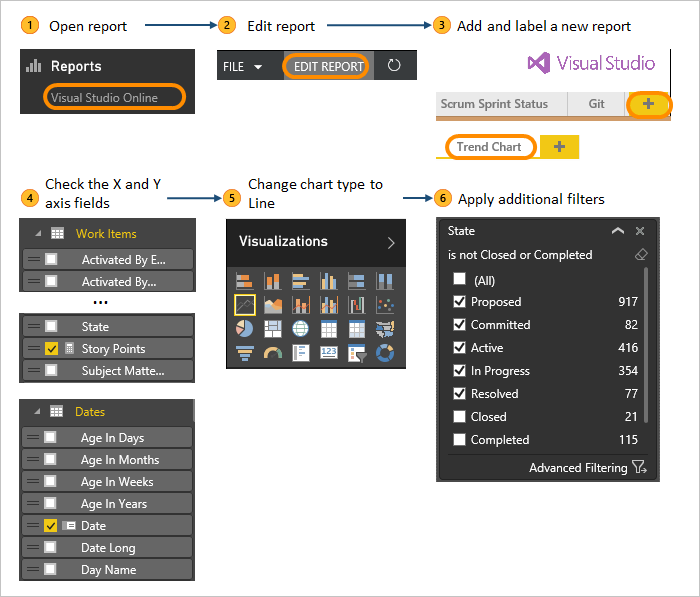 1 Open report
2 Edit report
3 Add and label a new report
Reports
Visual Studio Online
FILE
EDIT REPORT
Visual Studio
Scrum Sprint Status
Git
+
Trend Chart
+
4 Check the X and Y
axis fields
5 Change chart type to
Line
6 Apply additional filters
Work Items
Activated By E...
Activated By...
...
State
Story Points
Subject Matte...
Dates
Age In Days
Age In Months
Age In Weeks
Age In Years
Date
Date Long
Day Name
Visualizations
123
State
is not Closed or Completed
(All)
Proposed 917
Committed 82
Active 416
In Progress 354
Resolved 77
Closed 21
Completed 115
Advanced Filtering